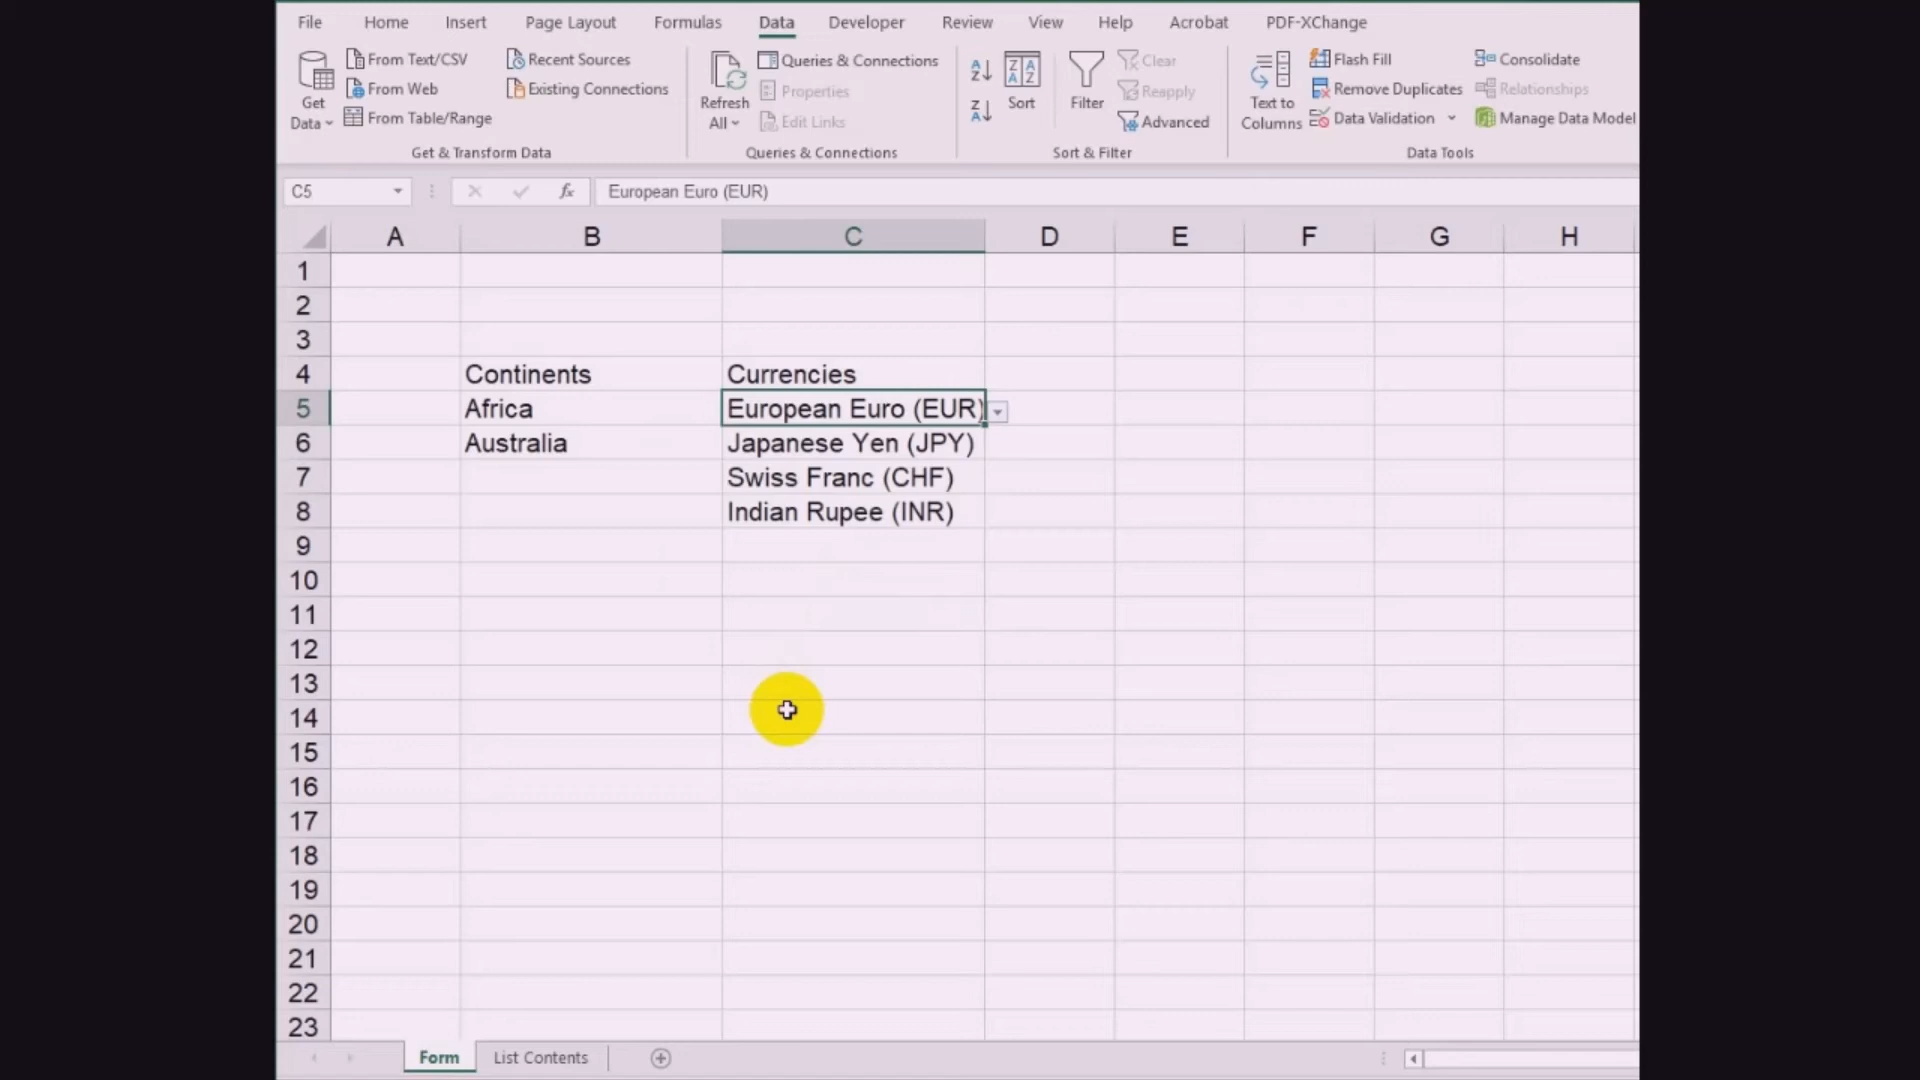 File Home Insert Page Layout Formulas Data Developer Review View Help Acrobat PDF-XChange
Get Data
From Text/CSV
From Web
From Table/Range
Recent Sources
Existing Connections
Get & Transform Data
Refresh All
Queries & Connections
Properties
Edit Links
Queries & Connections
Sort
Filter
Clear
Reapply
Advanced
Sort & Filter
Text to Columns
Flash Fill
Remove Duplicates
Data Validation
Consolidate
Relationships
Manage Data Model
Data Tools
C5 fx European Euro (EUR)
A B C D E F G H
1
2
3
4 Continents Currencies
5 Africa European Euro (EUR)
6 Australia Japanese Yen (JPY)
7 Swiss Franc (CHF)
8 Indian Rupee (INR)
9
10
11
12
13
14
15
16
17
18
19
20
21
22
23
Form List Contents